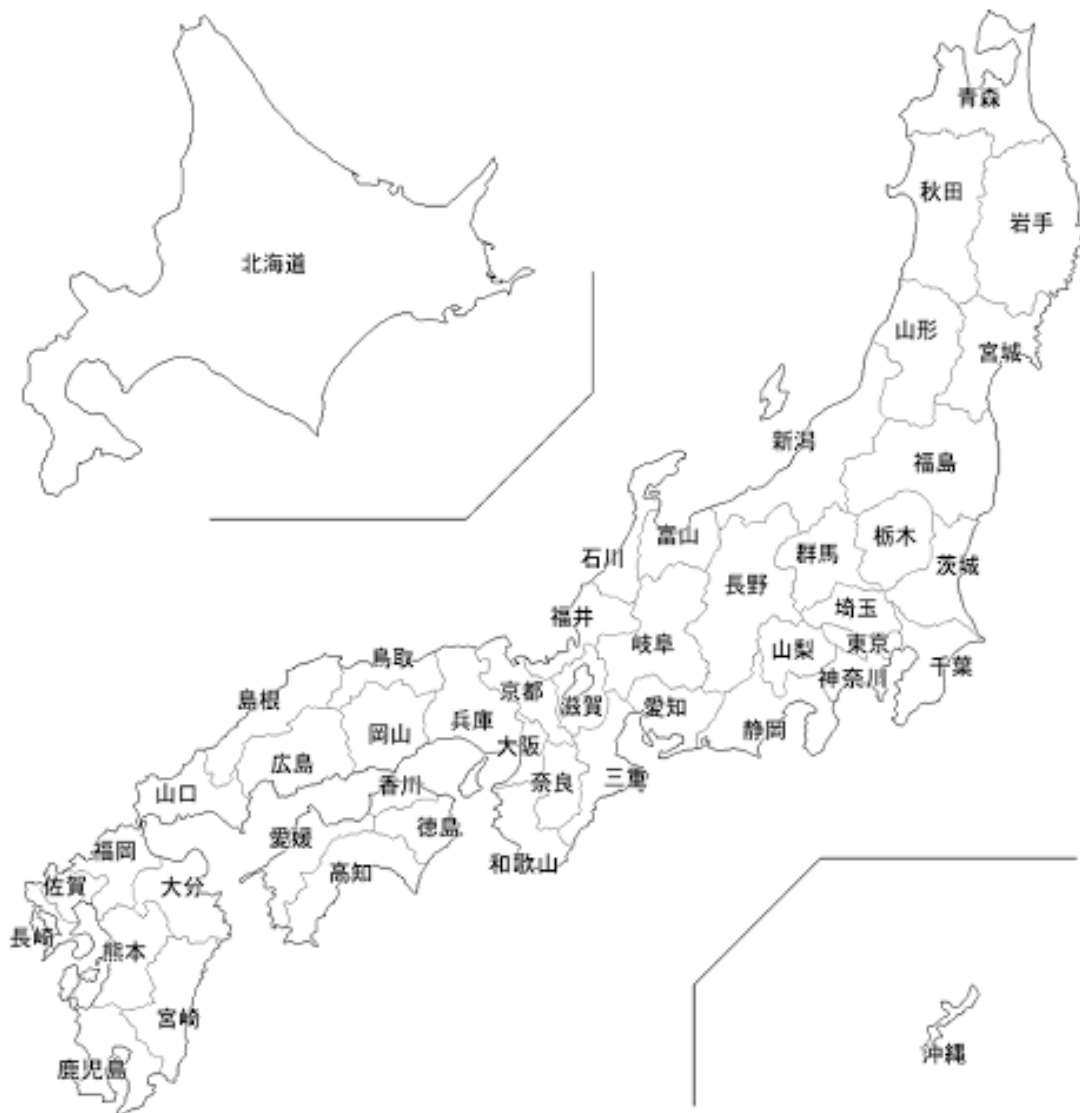 青森
秋田
岩手
北海道
山形
宮城
新潟
福島
富山
栃木
石川
群馬
茨城
長野
埼玉
福井
岐阜
山梨
東京
千葉
鳥取
神奈川
島根
京都
滋賀
愛知
兵庫
静岡
岡山
大阪
広島
奈良
三重
香川
山口
徳島
愛媛
福岡
和歌山
高知
佐賀
大分
長崎
熊本
宮崎
沖縄
鹿児島